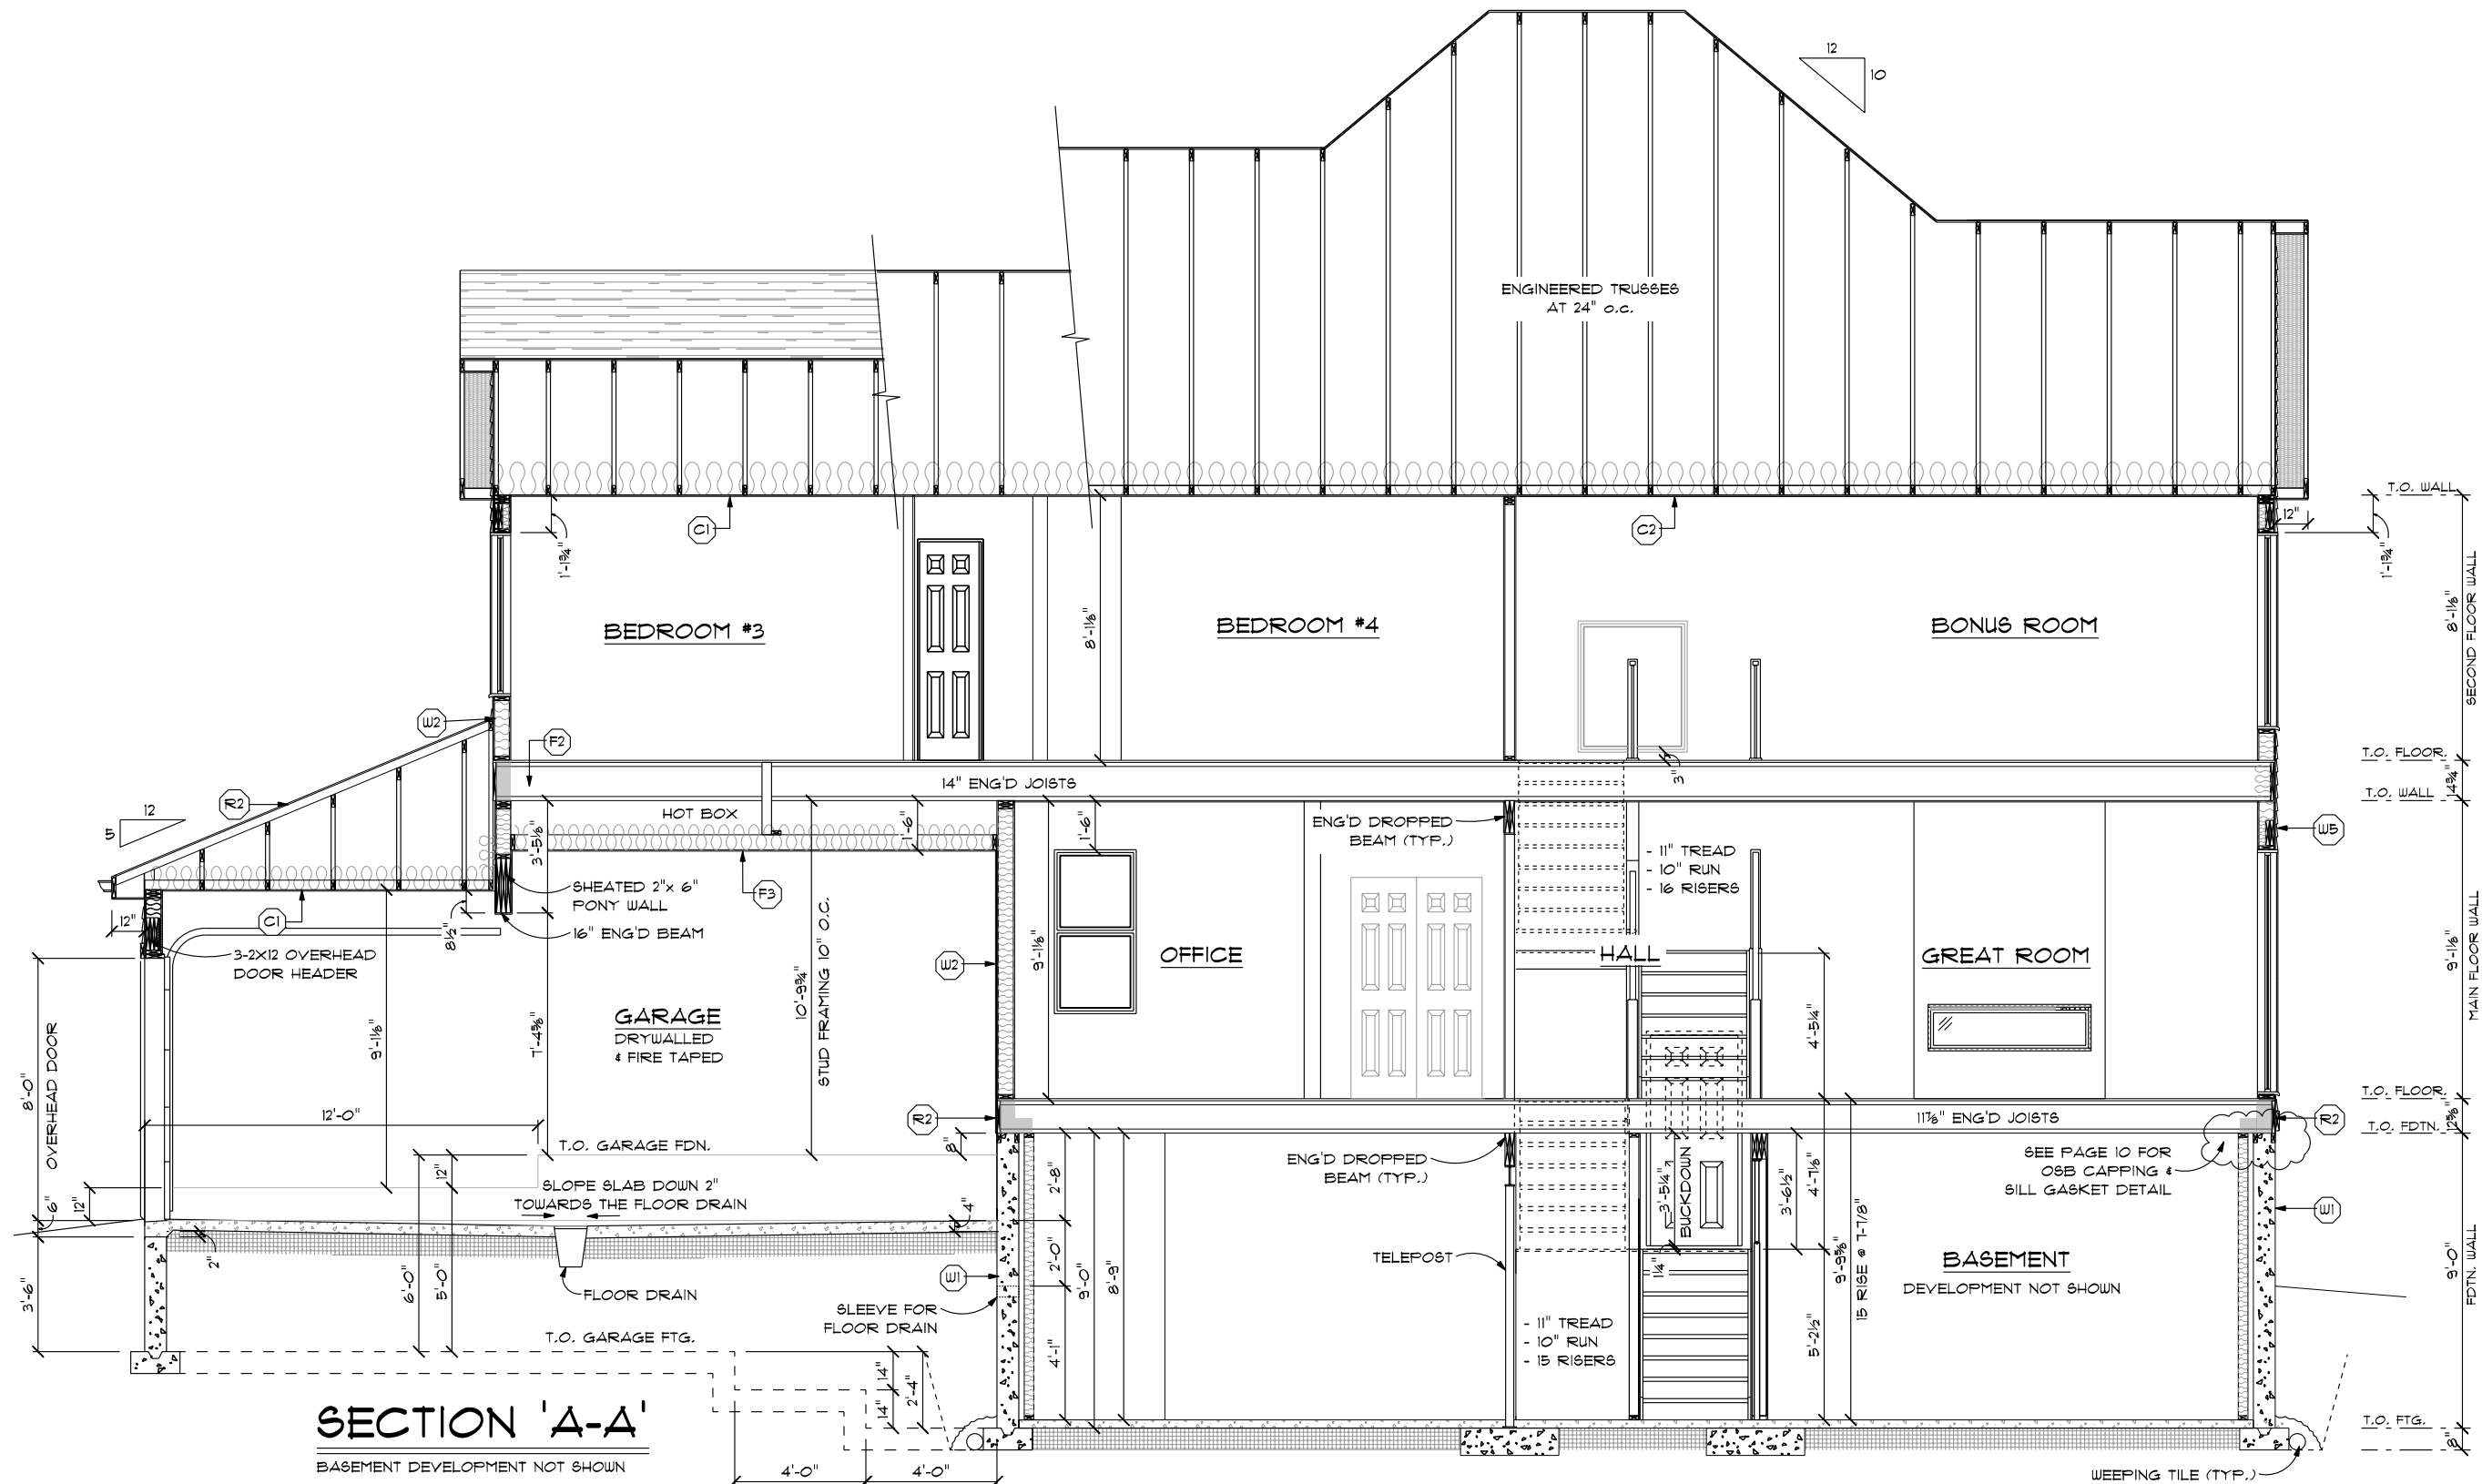 12
10
ENGINEERED TRUSSES
AT 24" O.C.
T.O. WALL
12"
1'-1¾"
C1
C2
1'-1¾"
8'-1⅛"
SECOND FLOOR WALL
BEDROOM #3
8'-1⅛"
BEDROOM #4
BONUS ROOM
W2
F2
T.O. FLOOR.
3"
14" ENG'D JOISTS
14¾"
T.O. WALL
12
5
R2
HOT BOX
1'-6"
1'-6"
3'-5⅛"
ENG'D DROPPED
BEAM (TYP.)
W5
- 11" TREAD
- 10" RUN
- 16 RISERS
F3
SHEATED 2"x 6"
PONY WALL
12"
C1
8½"
16" ENG'D BEAM
3-2X12 OVERHEAD
DOOR HEADER
W2
9'-1⅛"
OFFICE
HALL
GREAT ROOM
9'-1⅛"
MAIN FLOOR WALL
8'-0"
OVERHEAD DOOR
9'-1⅛"
7'-4⅝"
10'-9¾"
STUD FRAMING 10" O.C.
GARAGE
DRYWALLED
& FIRE TAPED
4'-5¼"
12'-0"
R2
T.O. FLOOR.
11⅞" ENG'D JOISTS
R2
T.O. FDTN.
12⅝"
T.O. GARAGE FDN.
8"
ENG'D DROPPED
BEAM (TYP.)
SEE PAGE 10 FOR
OSB CAPPING &
SILL GASKET DETAIL
12"
12"
6"
SLOPE SLAB DOWN 2"
TOWARDS THE FLOOR DRAIN
4"
2'-8"
3'-5¼"
BUCKDOWN
3'-6½"
4'-7⅛"
W1
2"
6'-0"
5'-0"
3'-6"
W1
2'-0"
9'-0"
8'-9"
TELEPOST
1¼"
9'-9⅝"
15 RISE @ 7-7/8"
BASEMENT
DEVELOPMENT NOT SHOWN
9'-0"
FDTN. WALL
FLOOR DRAIN
SLEEVE FOR
FLOOR DRAIN
T.O. GARAGE FTG.
4'-1"
- 11" TREAD
- 10" RUN
- 15 RISERS
5'-2½"
14"
14"
2'-4"
T.O. FTG.
8"
SECTION 'A-A'
BASEMENT DEVELOPMENT NOT SHOWN
4'-0"
4'-0"
WEEPING TILE (TYP.)